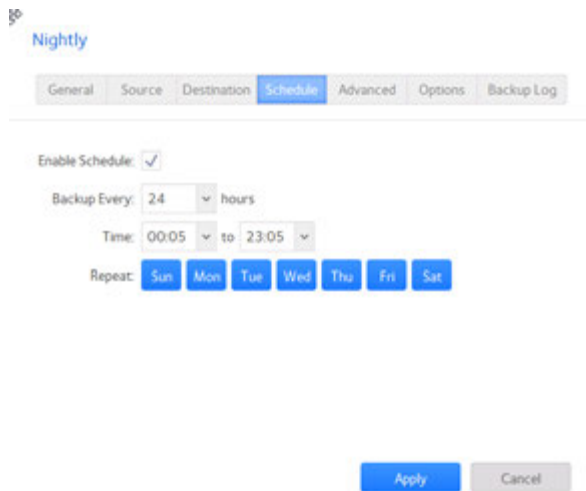 Nightly
General Source Destination Schedule Advanced Options Backup Log
Enable Schedule:
Backup Every: 24 hours
Time: 00:05 to 23:05
Repeat: Sun Mon Tue Wed Thu Fri Sat
Apply Cancel